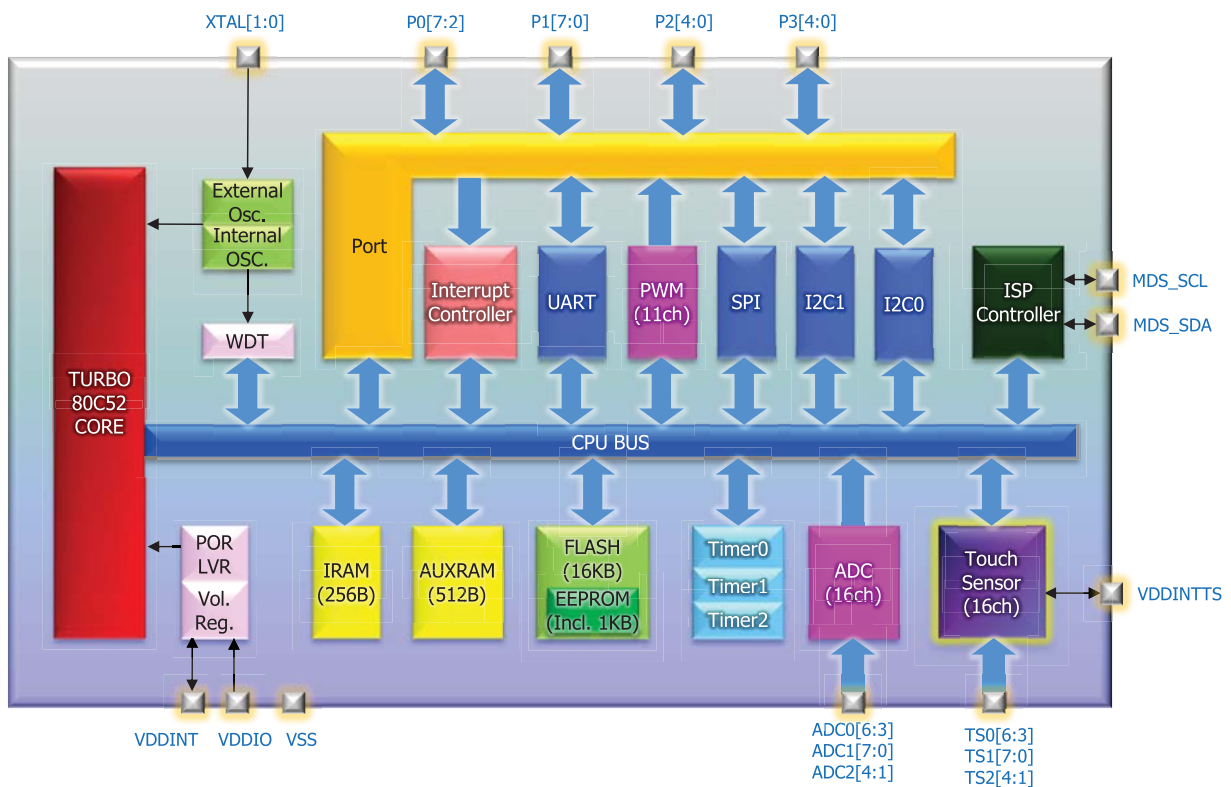 XTAL[1:0]
P0[7:2]
P1[7:0]
P2[4:0]
P3[4:0]
External
Osc.
Internal
OSC.
WDT
TURBO
80C52
CORE
Port
Interrupt
Controller
UART
PWM
(11ch)
SPI
I2C1
I2C0
ISP
Controller
MDS_SCL
MDS_SDA
CPU BUS
POR
LVR
Vol.
Reg.
IRAM
(256B)
AUXRAM
(512B)
FLASH
(16KB)
EEPROM
(Incl. 1KB)
Timer0
Timer1
Timer2
ADC
(16ch)
Touch
Sensor
(16ch)
VDDINTTS
VDDINT
VDDIO
VSS
ADC0[6:3]
ADC1[7:0]
ADC2[4:1]
TS0[6:3]
TS1[7:0]
TS2[4:1]